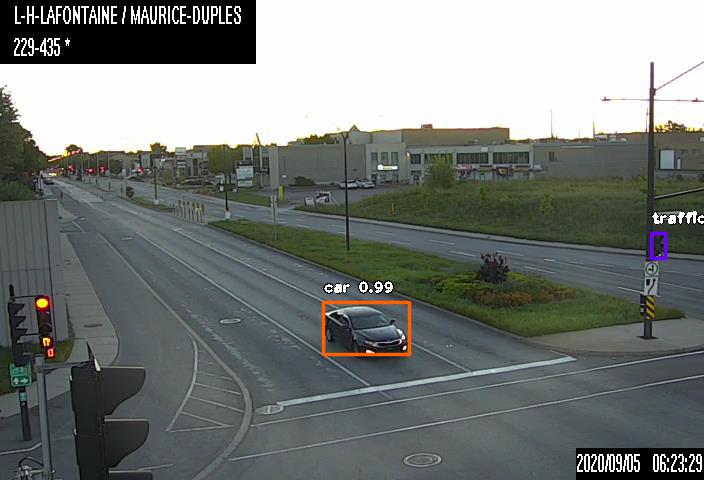 L-H-LAFONTAINE / MAURICE-DUPLES
229-435 *
traffic
car 0.99
2020/09/05 06:23:29